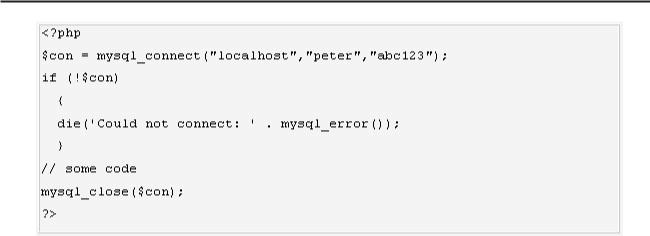 <?php
$con = mysql_connect("localhost","peter","abc123");
if (!$con)
  {
  die('Could not connect: ' . mysql_error());
  }
// some code
mysql_close($con);
?>